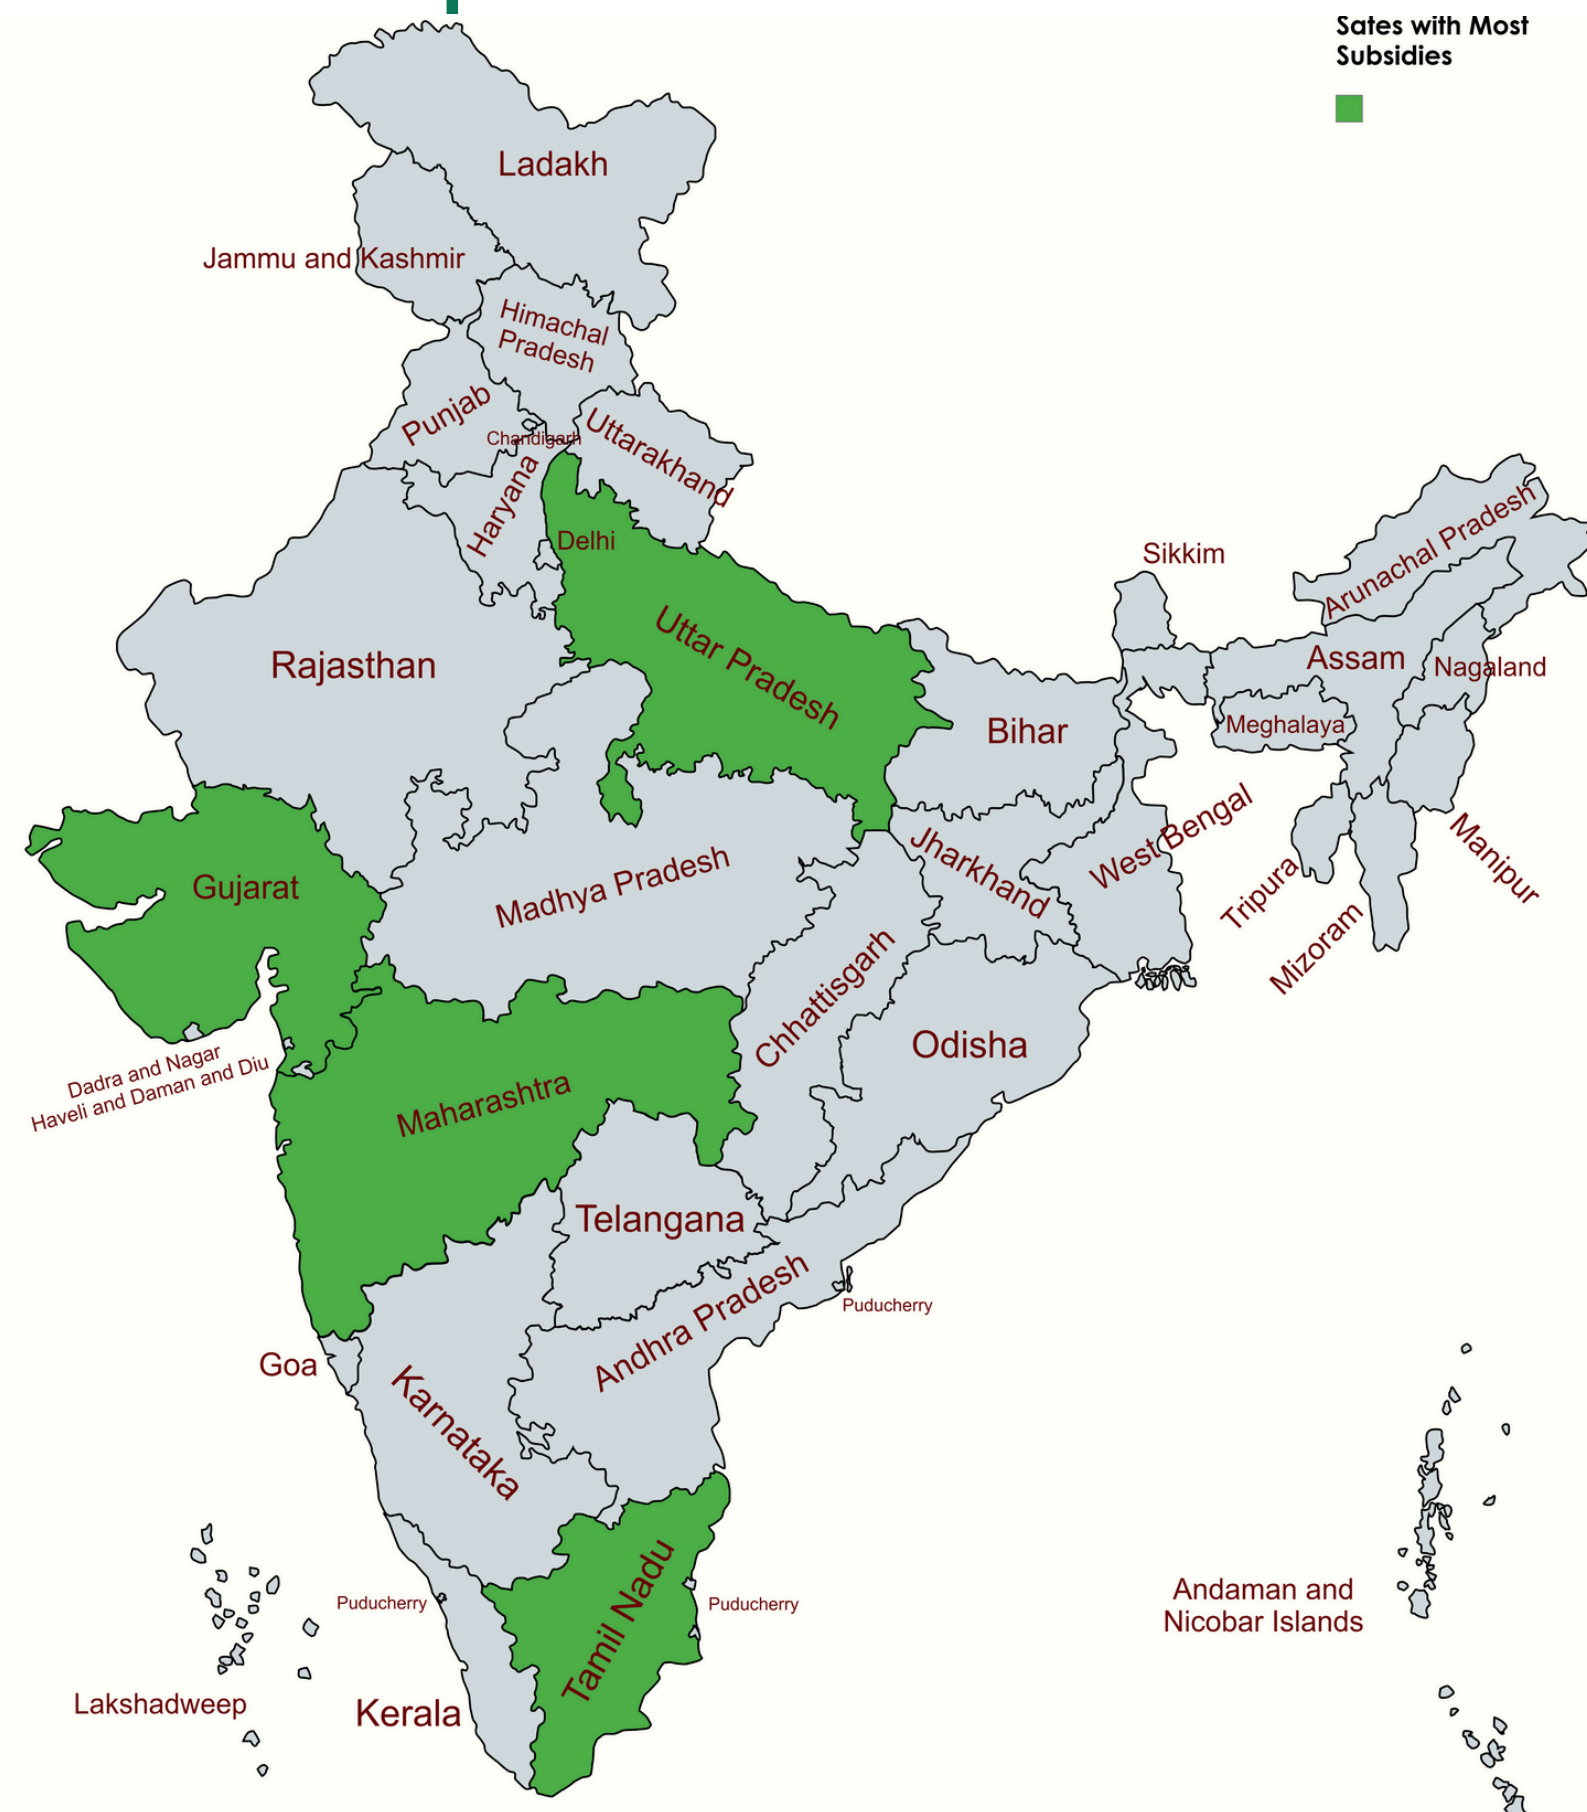 Sates with Most
Subsidies
Ladakh
Jammu and Kashmir
Himachal
Pradesh
Punjab
Chandigarh
Uttarakhand
Haryana
Delhi
Arunachal Pradesh
Sikkim
Uttar Pradesh
Rajasthan
Assam
Nagaland
Bihar
Meghalaya
West Bengal
Jharkhand
Manipur
Tripura
Mizoram
Gujarat
Madhya Pradesh
Chhattisgarh
Odisha
Dadra and Nagar
Haveli and Daman and Diu
Maharashtra
Telangana
Andhra Pradesh
Puducherry
Goa
Karnataka
Tamil Nadu
Puducherry
Puducherry
Andaman and
Nicobar Islands
Lakshadweep
Kerala